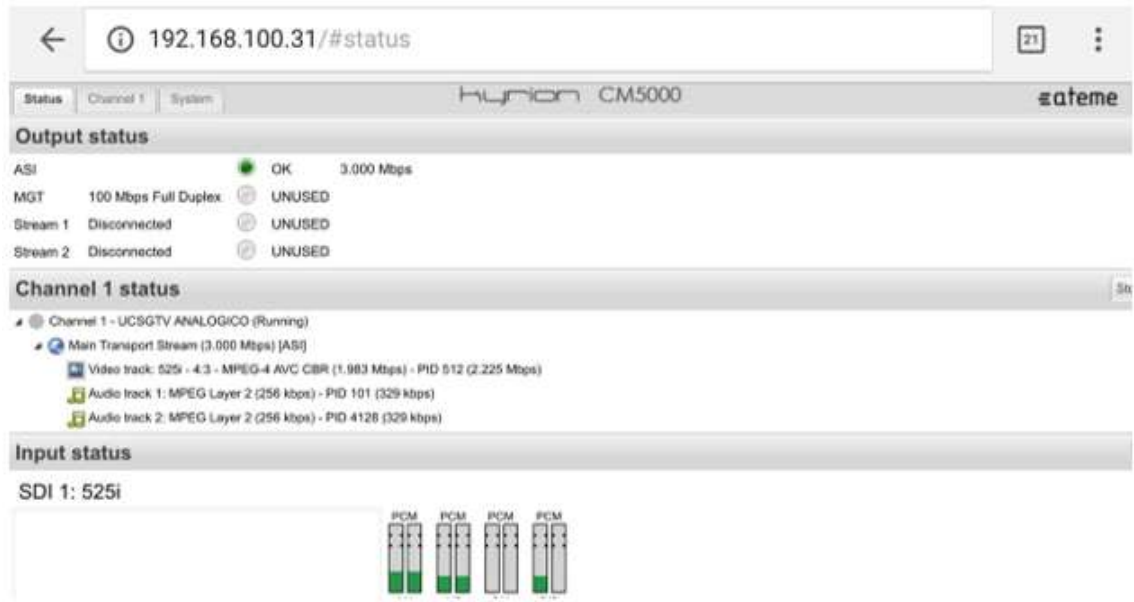 192.168.100.31/#status
21
Status Channel 1 System kyrion CM5000 ateme
Output status
ASI OK 3.000 Mbps
MGT 100 Mbps Full Duplex UNUSED
Stream 1 Disconnected UNUSED
Stream 2 Disconnected UNUSED
Channel 1 status
Channel 1 - UCSGTV ANALOGICO (Running)
Main Transport Stream (3.000 Mbps) [ASI]
Video track: 525i - 4:3 - MPEG-4 AVC CBR (1.983 Mbps) - PID 512 (2.225 Mbps)
Audio track 1: MPEG Layer 2 (256 kbps) - PID 101 (329 kbps)
Audio track 2: MPEG Layer 2 (256 kbps) - PID 4128 (329 kbps)
Input status
SDI 1: 525i
PCM PCM PCM PCM